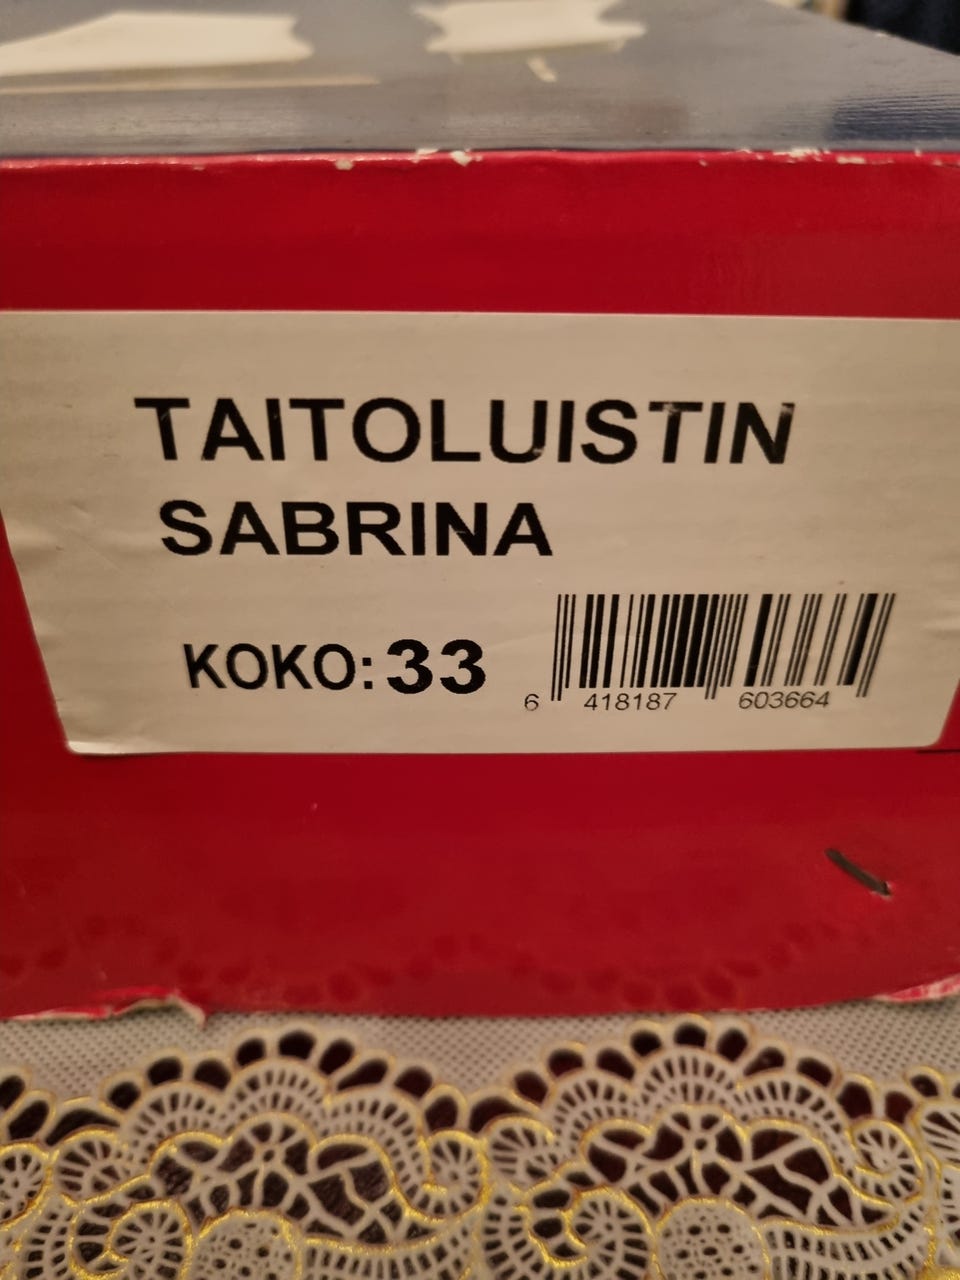 TAITOLUISTIN
SABRINA
KOKO: 33
6 418187 603664